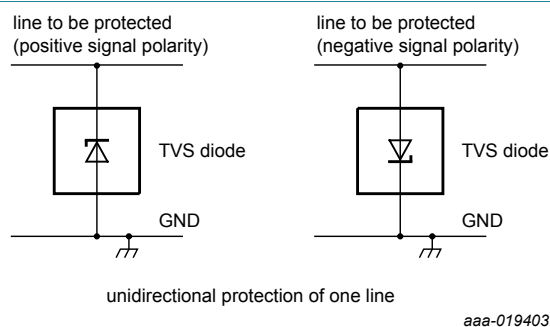 line to be protected
(positive signal polarity)
line to be protected
(negative signal polarity)
TVS diode
TVS diode
GND
GND
unidirectional protection of one line
aaa-019403